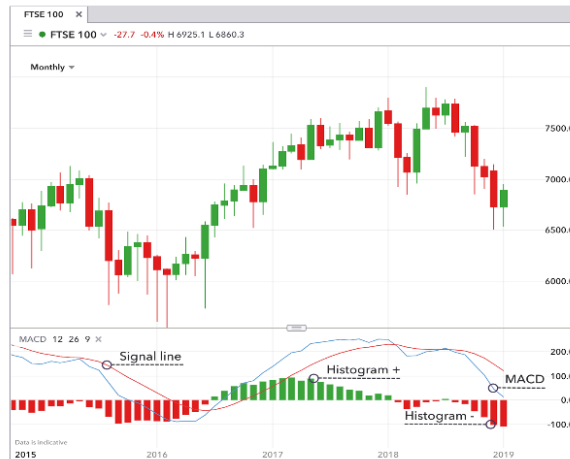 FTSE 100 ×
FTSE 100 -27.7 -0.4% H 6925.1 L 6860.3
Monthly
7500.0
7000.0
6500.0
6000.0
MACD 12 26 9 ×
Signal line
Histogram +
MACD
Histogram -
200.0
100.0
0.0
-100.0
Data is indicative
2015 2016 2017 2018 2019